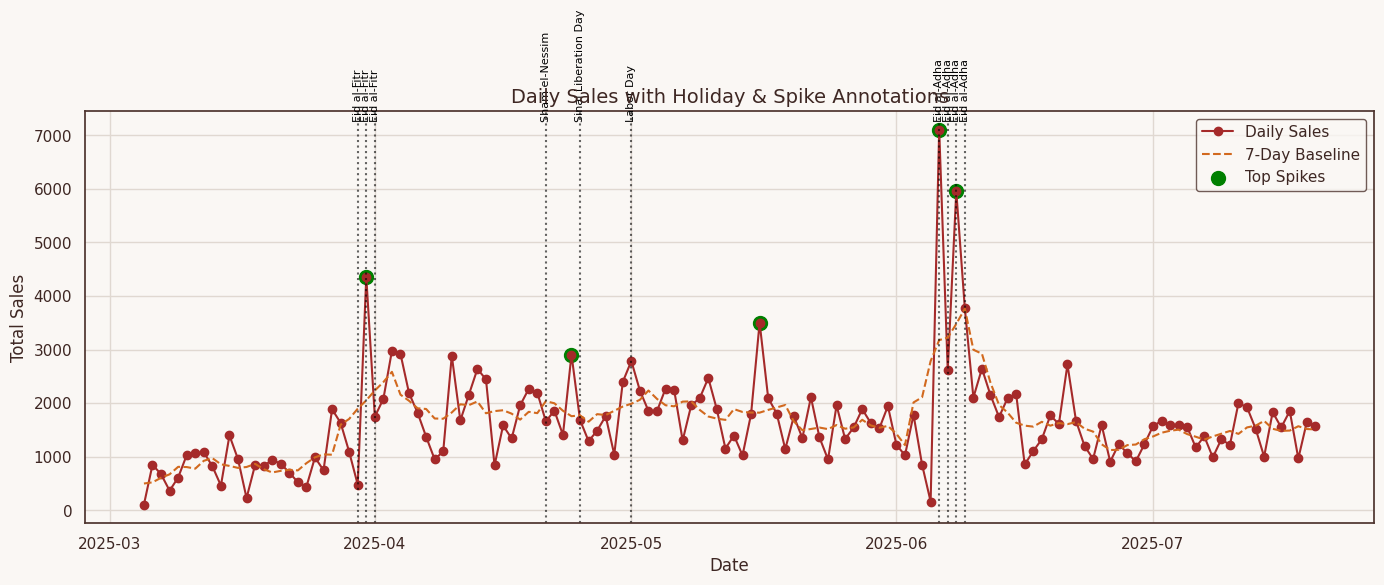 Eid al-Fitr
Eid al-Fitr
Eid al-Fitr
Sham el-Nessim
Sinai Liberation Day
Labor Day
Eid al-Adha
Eid al-Adha
Eid al-Adha
Eid al-Adha
Daily Sales with Holiday & Spike Annotations
Daily Sales
7-Day Baseline
Top Spikes
Total Sales
7000
6000
5000
4000
3000
2000
1000
0
2025-03
2025-04
2025-05
2025-06
2025-07
Date